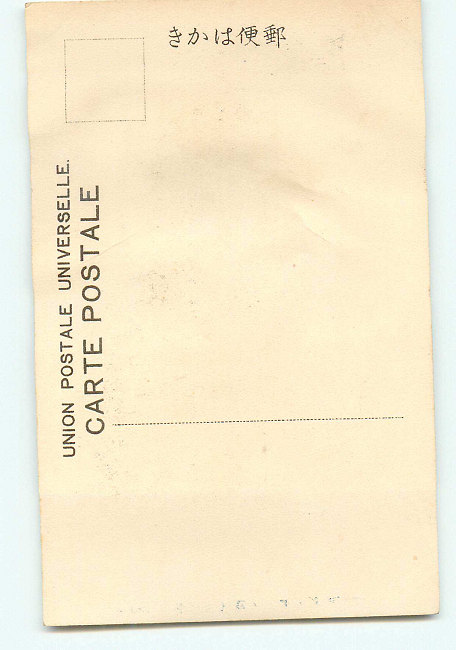 きかは便郵
UNION POSTALE UNIVERSELLE.
CARTE POSTALE